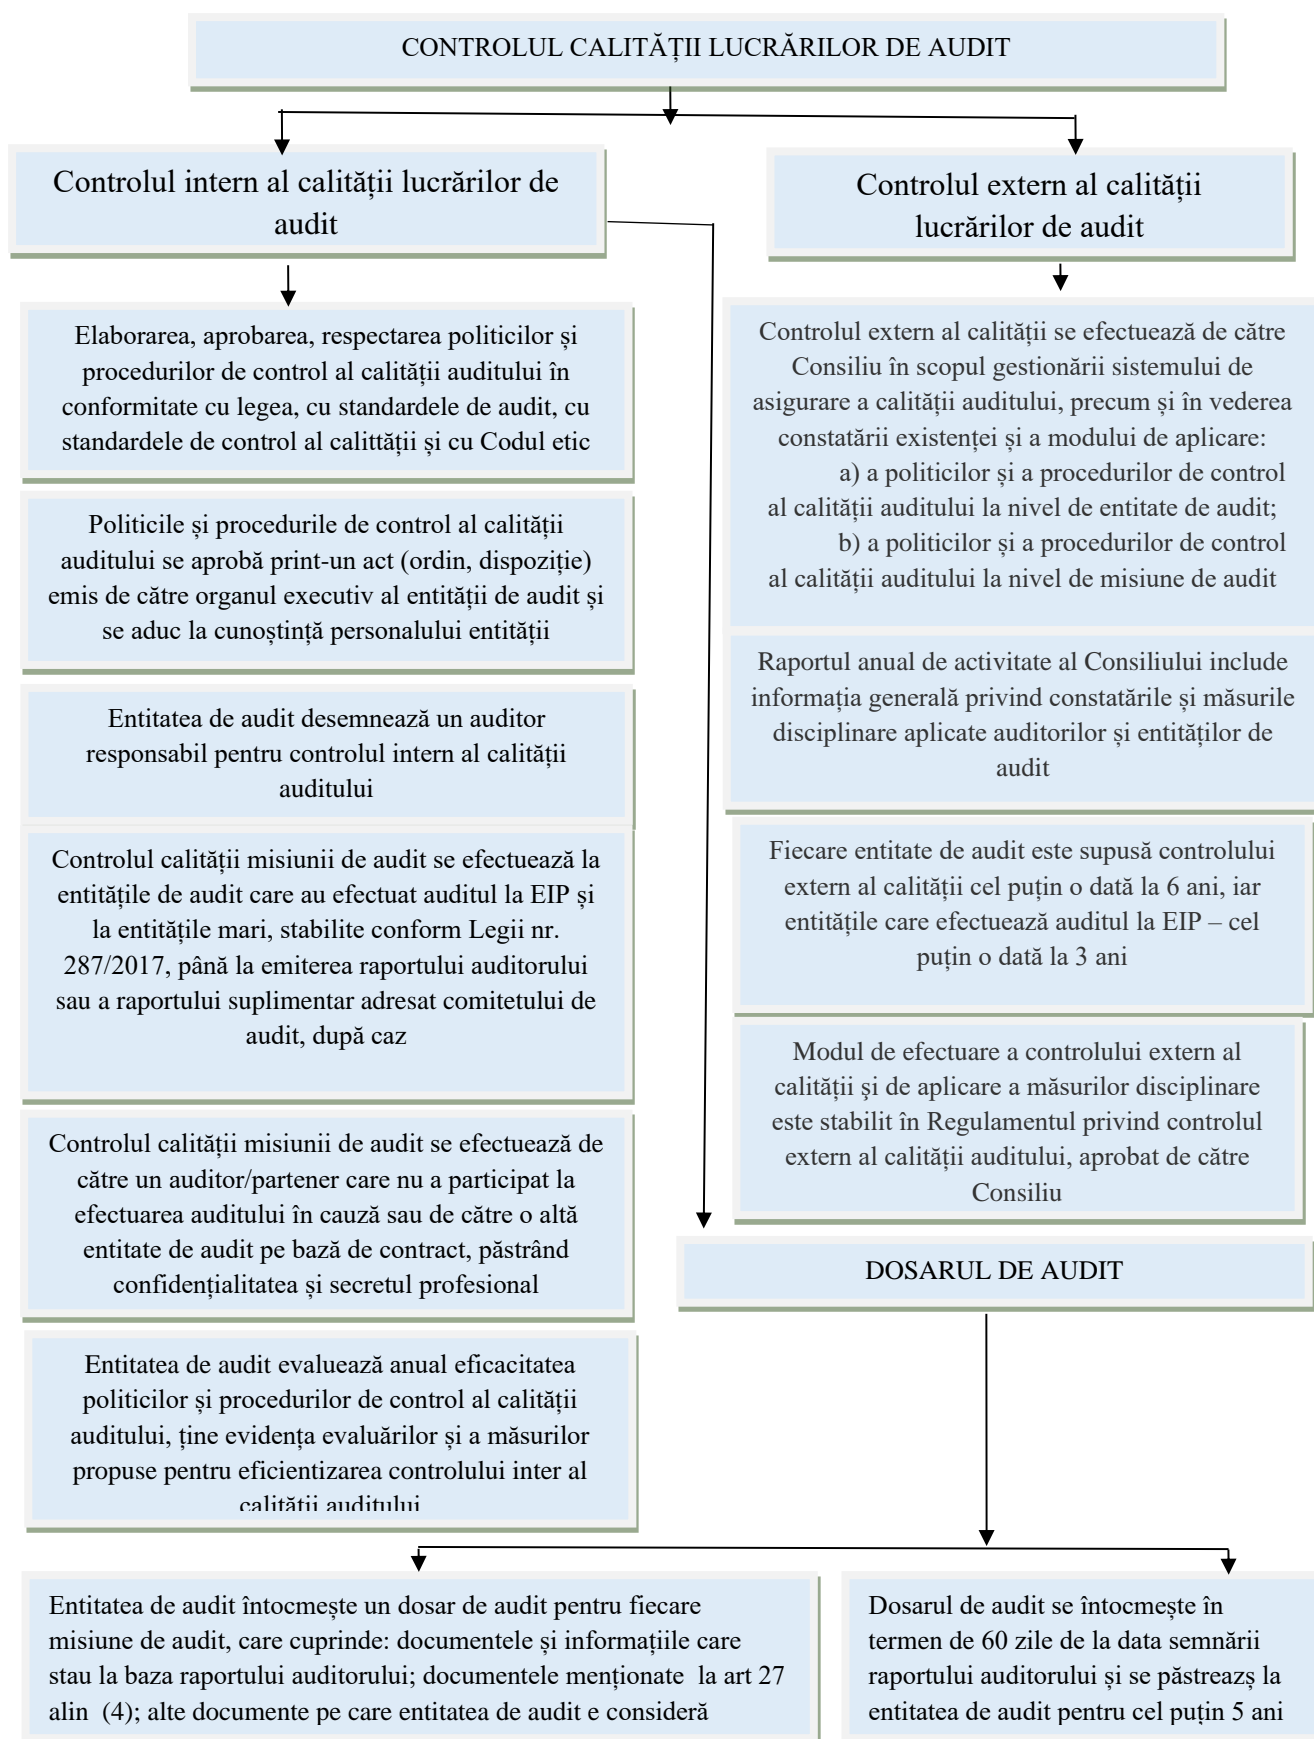 CONTROLUL CALITĂȚII LUCRĂRILOR DE AUDIT
Controlul intern al calității lucrărilor de
audit
Elaborarea, aprobarea, respectarea politicilor și
procedurilor de control al calității auditului în
conformitate cu legea, cu standardele de audit, cu
standardele de control al calittății și cu Codul etic
Politicile și procedurile de control al calității
auditului se aprobă print-un act (ordin, dispoziție)
emis de către organul executiv al entității de audit și
se aduc la cunoștință personalului entității
Entitatea de audit desemnează un auditor
responsabil pentru controlul intern al calității
auditului
Controlul calității misiunii de audit se efectuează la
entitățile de audit care au efectuat auditul la EIP și
la entitățile mari, stabilite conform Legii nr.
287/2017, până la emiterea raportului auditorului
sau a raportului suplimentar adresat comitetului de
audit, după caz
Controlul calității misiunii de audit se efectuează de
către un auditor/partener care nu a participat la
efectuarea auditului în cauză sau de către o altă
entitate de audit pe bază de contract, păstrând
confidențialitatea și secretul profesional
Entitatea de audit evaluează anual eficacitatea
politicilor și procedurilor de control al calității
auditului, ține evidența evaluărilor și a măsurilor
propuse pentru eficientizarea controlului inter al
calității auditului
Controlul extern al calității
lucrărilor de audit
Controlul extern al calității se efectuează de către
Consiliu în scopul gestionării sistemului de
asigurare a calității auditului, precum și în vederea
constatării existenței și a modului de aplicare:
a) a politicilor și a procedurilor de control
al calității auditului la nivel de entitate de audit;
b) a politicilor și a procedurilor de control
al calității auditului la nivel de misiune de audit
Raportul anual de activitate al Consiliului include
informația generală privind constatările și măsurile
disciplinare aplicate auditorilor și entităților de
audit
Fiecare entitate de audit este supusă controlului
extern al calității cel puțin o dată la 6 ani, iar
entitățile care efectuează auditul la EIP – cel
puțin o dată la 3 ani
Modul de efectuare a controlului extern al
calității şi de aplicare a măsurilor disciplinare
este stabilit în Regulamentul privind controlul
extern al calității auditului, aprobat de către
Consiliu
DOSARUL DE AUDIT
Entitatea de audit întocmește un dosar de audit pentru fiecare
misiune de audit, care cuprinde: documentele și informațiile care
stau la baza raportului auditorului; documentele menționate la art 27
alin (4); alte documente pe care entitatea de audit e consideră
Dosarul de audit se întocmește în
termen de 60 zile de la data semnării
raportului auditorului și se păstreazș la
entitatea de audit pentru cel puțin 5 ani